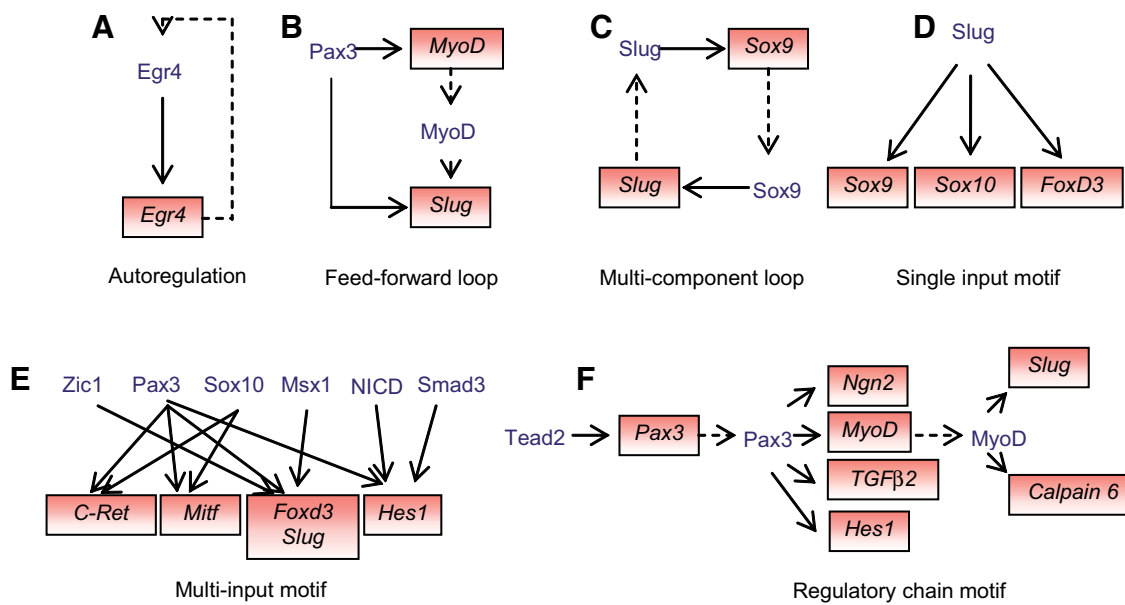 A
Egr4
Egr4
Autoregulation
B
Pax3
MyoD
MyoD
Slug
Feed-forward loop
C
Slug
Sox9
Slug
Sox9
Multi-component loop
D
Slug
Sox9
Sox10
FoxD3
Single input motif
E
Zic1
Pax3
Sox10
Msx1
NICD
Smad3
C-Ret
Mitf
Foxd3
Slug
Hes1
Multi-input motif
F
Tead2
Pax3
Pax3
Ngn2
MyoD
TGFβ2
Hes1
MyoD
Slug
Calpain 6
Regulatory chain motif